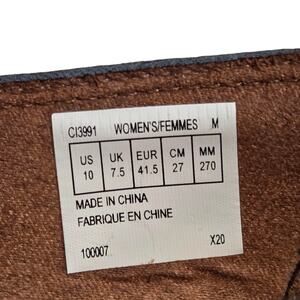 CI3991 WOMEN'S/FEMMES M
US UK EUR CM MM
10 7.5 41.5 27 270
MADE IN CHINA
FABRIQUE EN CHINE
100007 X20